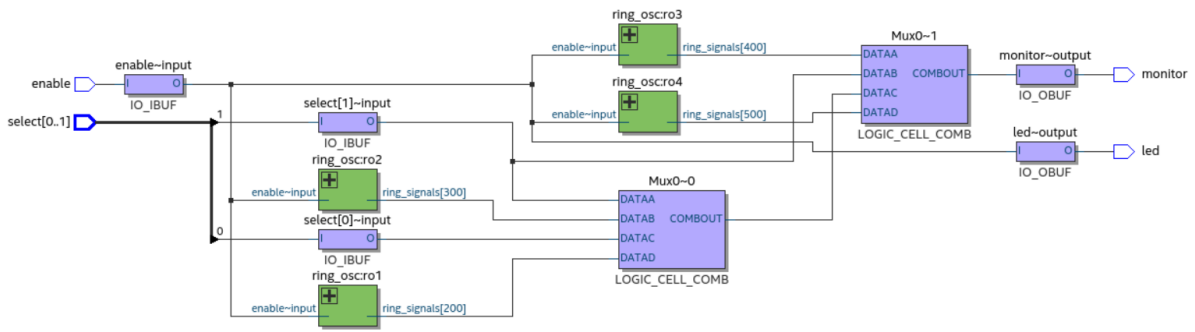 ring_osc:ro3
enable~input
ring_signals[400]
Mux0~1
DATAA
DATAB
DATAC
DATAD
COMBOUT
LOGIC_CELL_COMB
monitor~output
I
O
IO_OBUF
monitor
enable
enable~input
I
O
IO_IBUF
ring_osc:ro4
enable~input
ring_signals[500]
select[0..1]
1
select[1]~input
I
O
IO_IBUF
led~output
I
O
IO_OBUF
led
ring_osc:ro2
enable~input
ring_signals[300]
Mux0~0
DATAA
DATAB
DATAC
DATAD
COMBOUT
LOGIC_CELL_COMB
0
select[0]~input
I
O
IO_IBUF
ring_osc:ro1
enable~input
ring_signals[200]